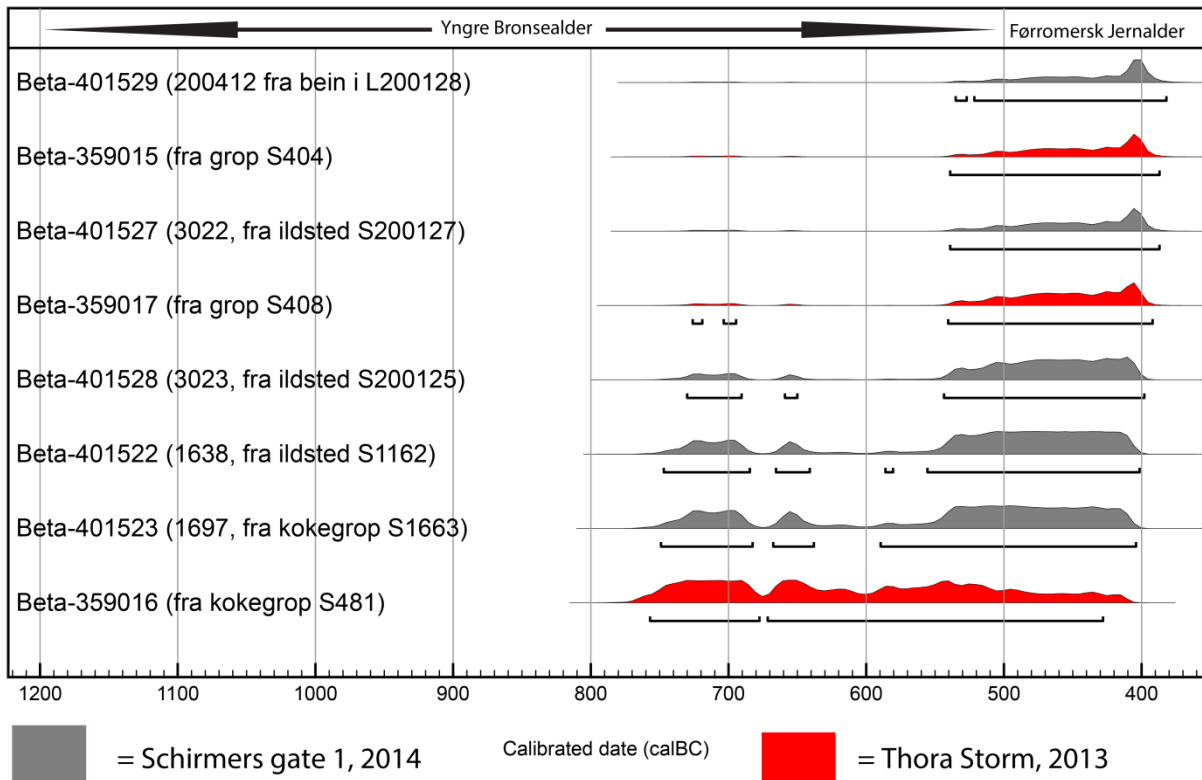 Yngre Bronsealder
Førromersk Jernalder
Beta-401529 (200412 fra bein i L200128)
Beta-359015 (fra grop S404)
Beta-401527 (3022, fra ildsted S200127)
Beta-359017 (fra grop S408)
Beta-401528 (3023, fra ildsted S200125)
Beta-401522 (1638, fra ildsted S1162)
Beta-401523 (1697, fra kokegrop S1663)
Beta-359016 (fra kokegrop S481)
1200 1100 1000 900 800 700 600 500 400
= Schirmers gate 1, 2014
Calibrated date (calBC)
= Thora Storm, 2013